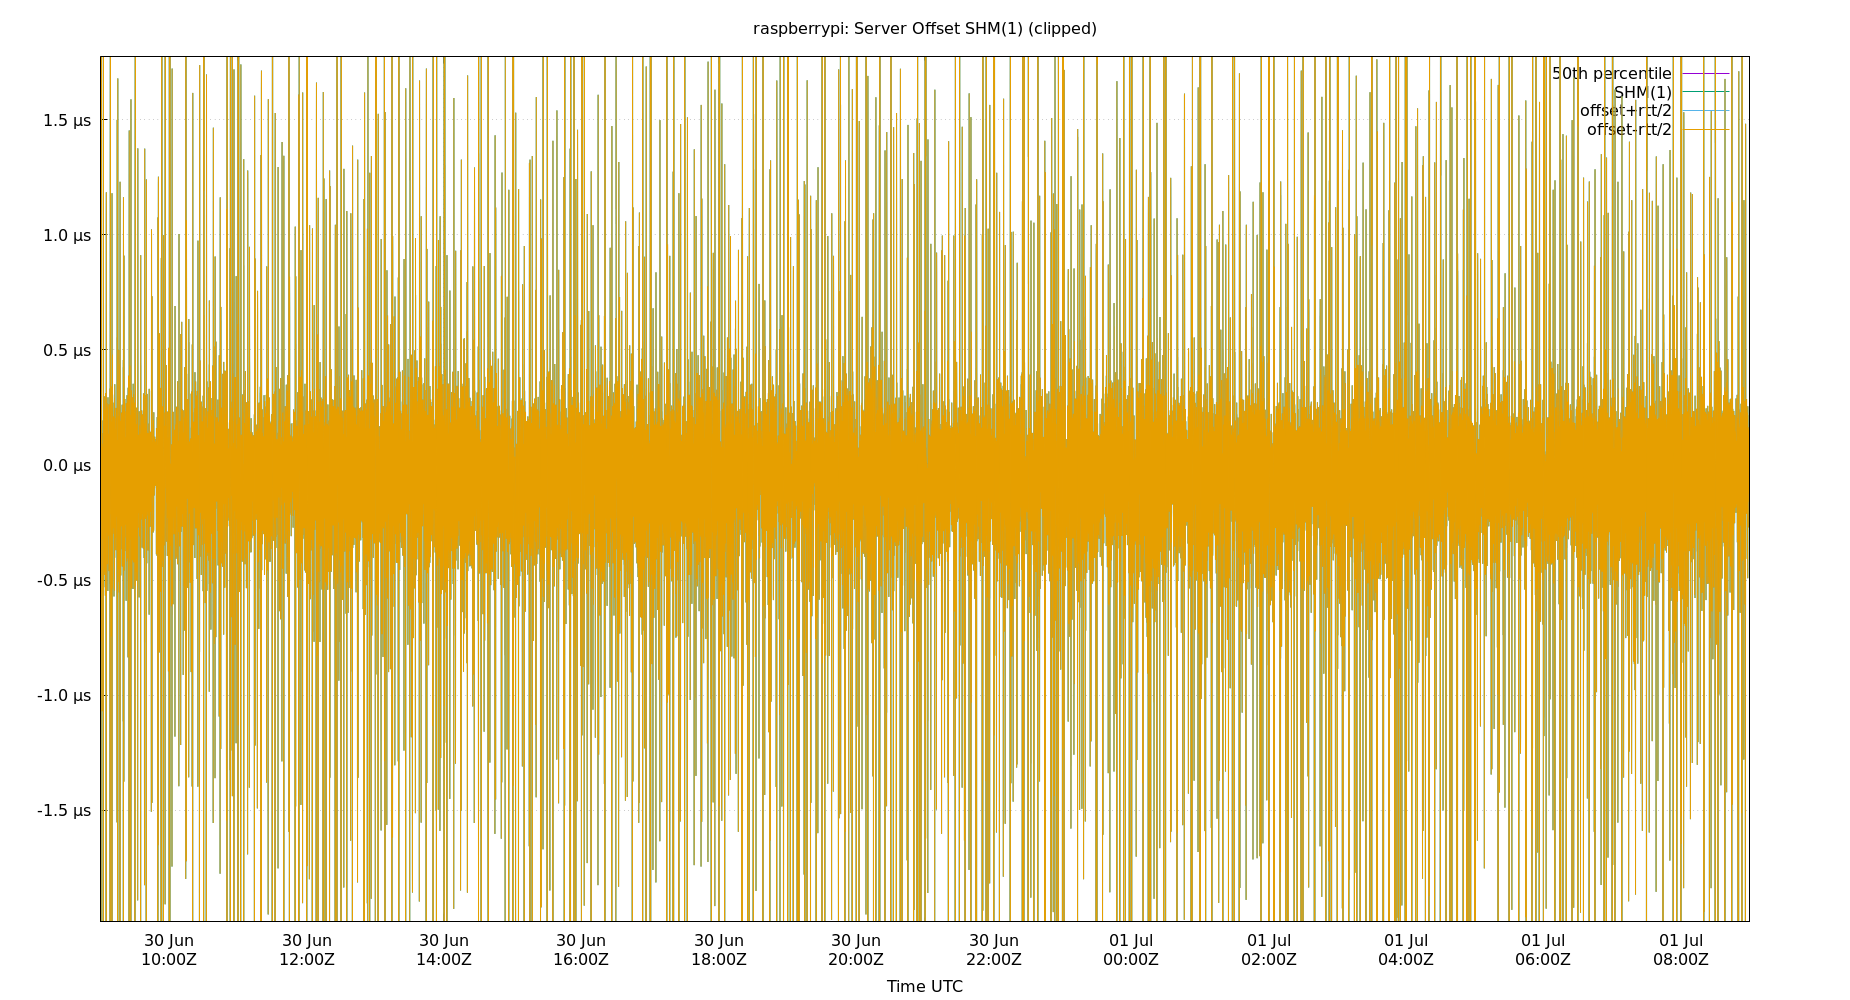 raspberrypi: Server Offset SHM(1) (clipped)
50th percentile
SHM(1)
offset+rtt/2
offset-rtt/2
1.5 µs
1.0 µs
0.5 µs
0.0 µs
-0.5 µs
-1.0 µs
-1.5 µs
30 Jun 30 Jun 30 Jun 30 Jun 30 Jun 30 Jun 30 Jun 01 Jul 01 Jul 01 Jul 01 Jul 01 Jul
10:00Z 12:00Z 14:00Z 16:00Z 18:00Z 20:00Z 22:00Z 00:00Z 02:00Z 04:00Z 06:00Z 08:00Z
Time UTC